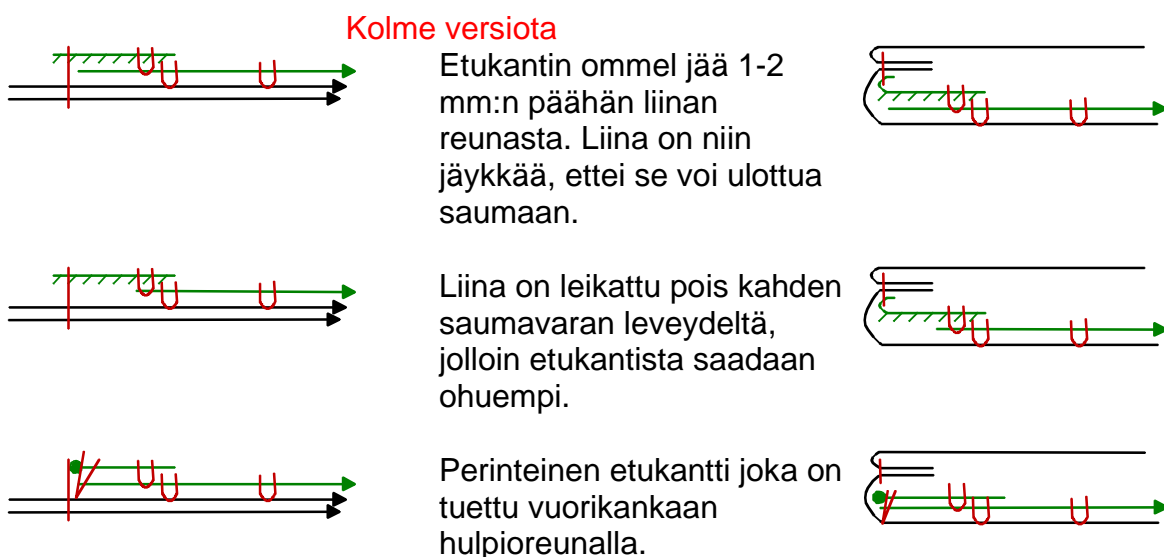 Kolme versiota
Etukantin ommel jää 1-2
mm:n päähän liinan
reunasta. Liina on niin
jäykkää, ettei se voi ulottua
saumaan.
Liina on leikattu pois kahden
saumavaran leveydeltä,
jolloin etukantista saadaan
ohuempi.
Perinteinen etukantti joka on
tuettu vuorikankaan
hulpioreunalla.